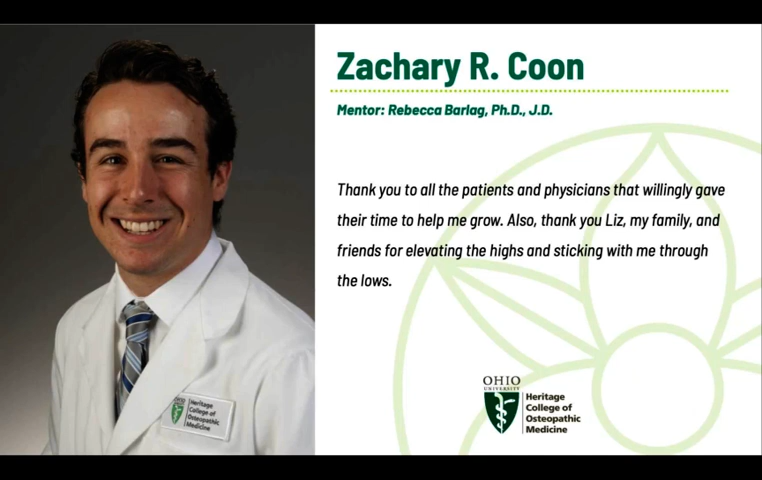 Zachary R. Coon
Mentor: Rebecca Barlag, Ph.D., J.D.
Thank you to all the patients and physicians that willingly gave
their time to help me grow. Also, thank you Liz, my family, and
friends for elevating the highs and sticking with me through
the lows.
OHIO
UNIVERSITY
Heritage
College of
Osteopathic
Medicine
Heritage
College of
Osteopathic
Medicine